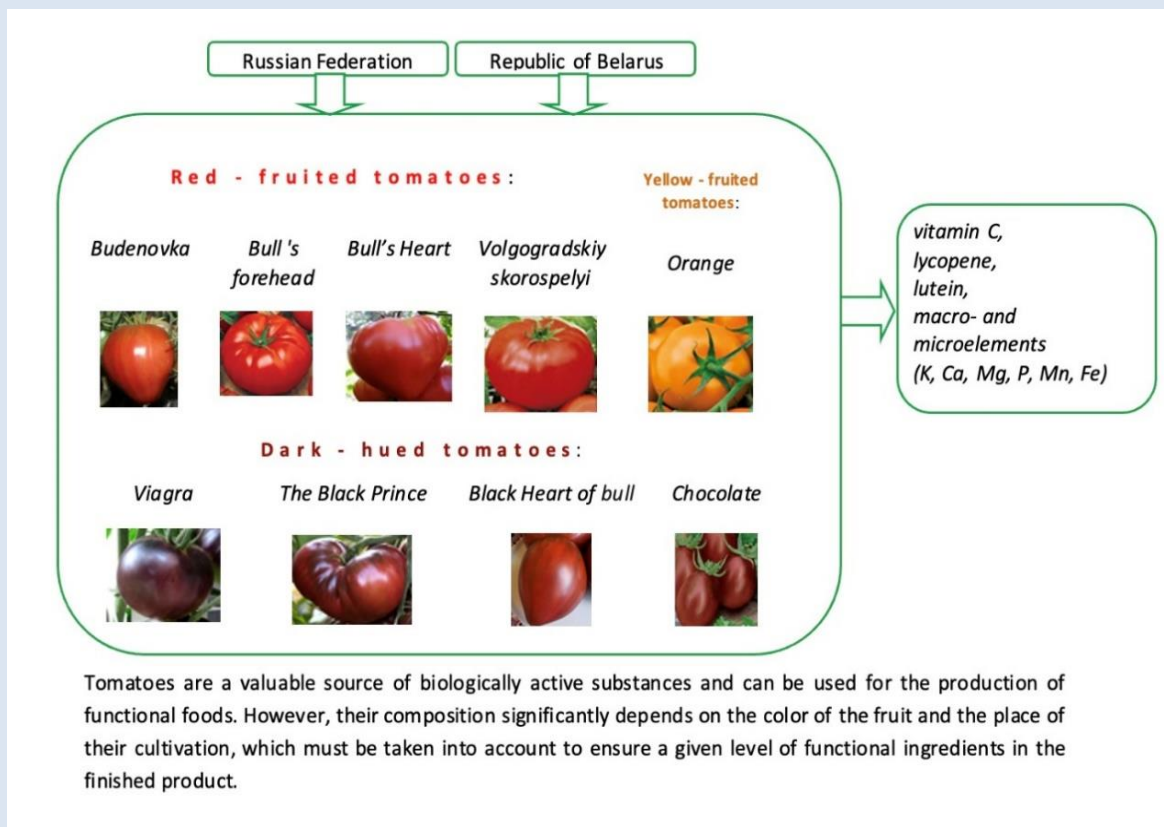 Russian Federation
Republic of Belarus
Red - fruited tomatoes:
Yellow - fruited
tomatoes:
Budenovka
Bull 's
forehead
Bull's Heart
Volgogradskiy
skorospelyi
Orange
vitamin C,
lycopene,
lutein,
macro- and
microelements
(K, Ca, Mg, P, Mn, Fe)
Dark - hued tomatoes:
Viagra
The Black Prince
Black Heart of bull
Chocolate
Tomatoes are a valuable source of biologically active substances and can be used for the production of
functional foods. However, their composition significantly depends on the color of the fruit and the place of
their cultivation, which must be taken into account to ensure a given level of functional ingredients in the
finished product.